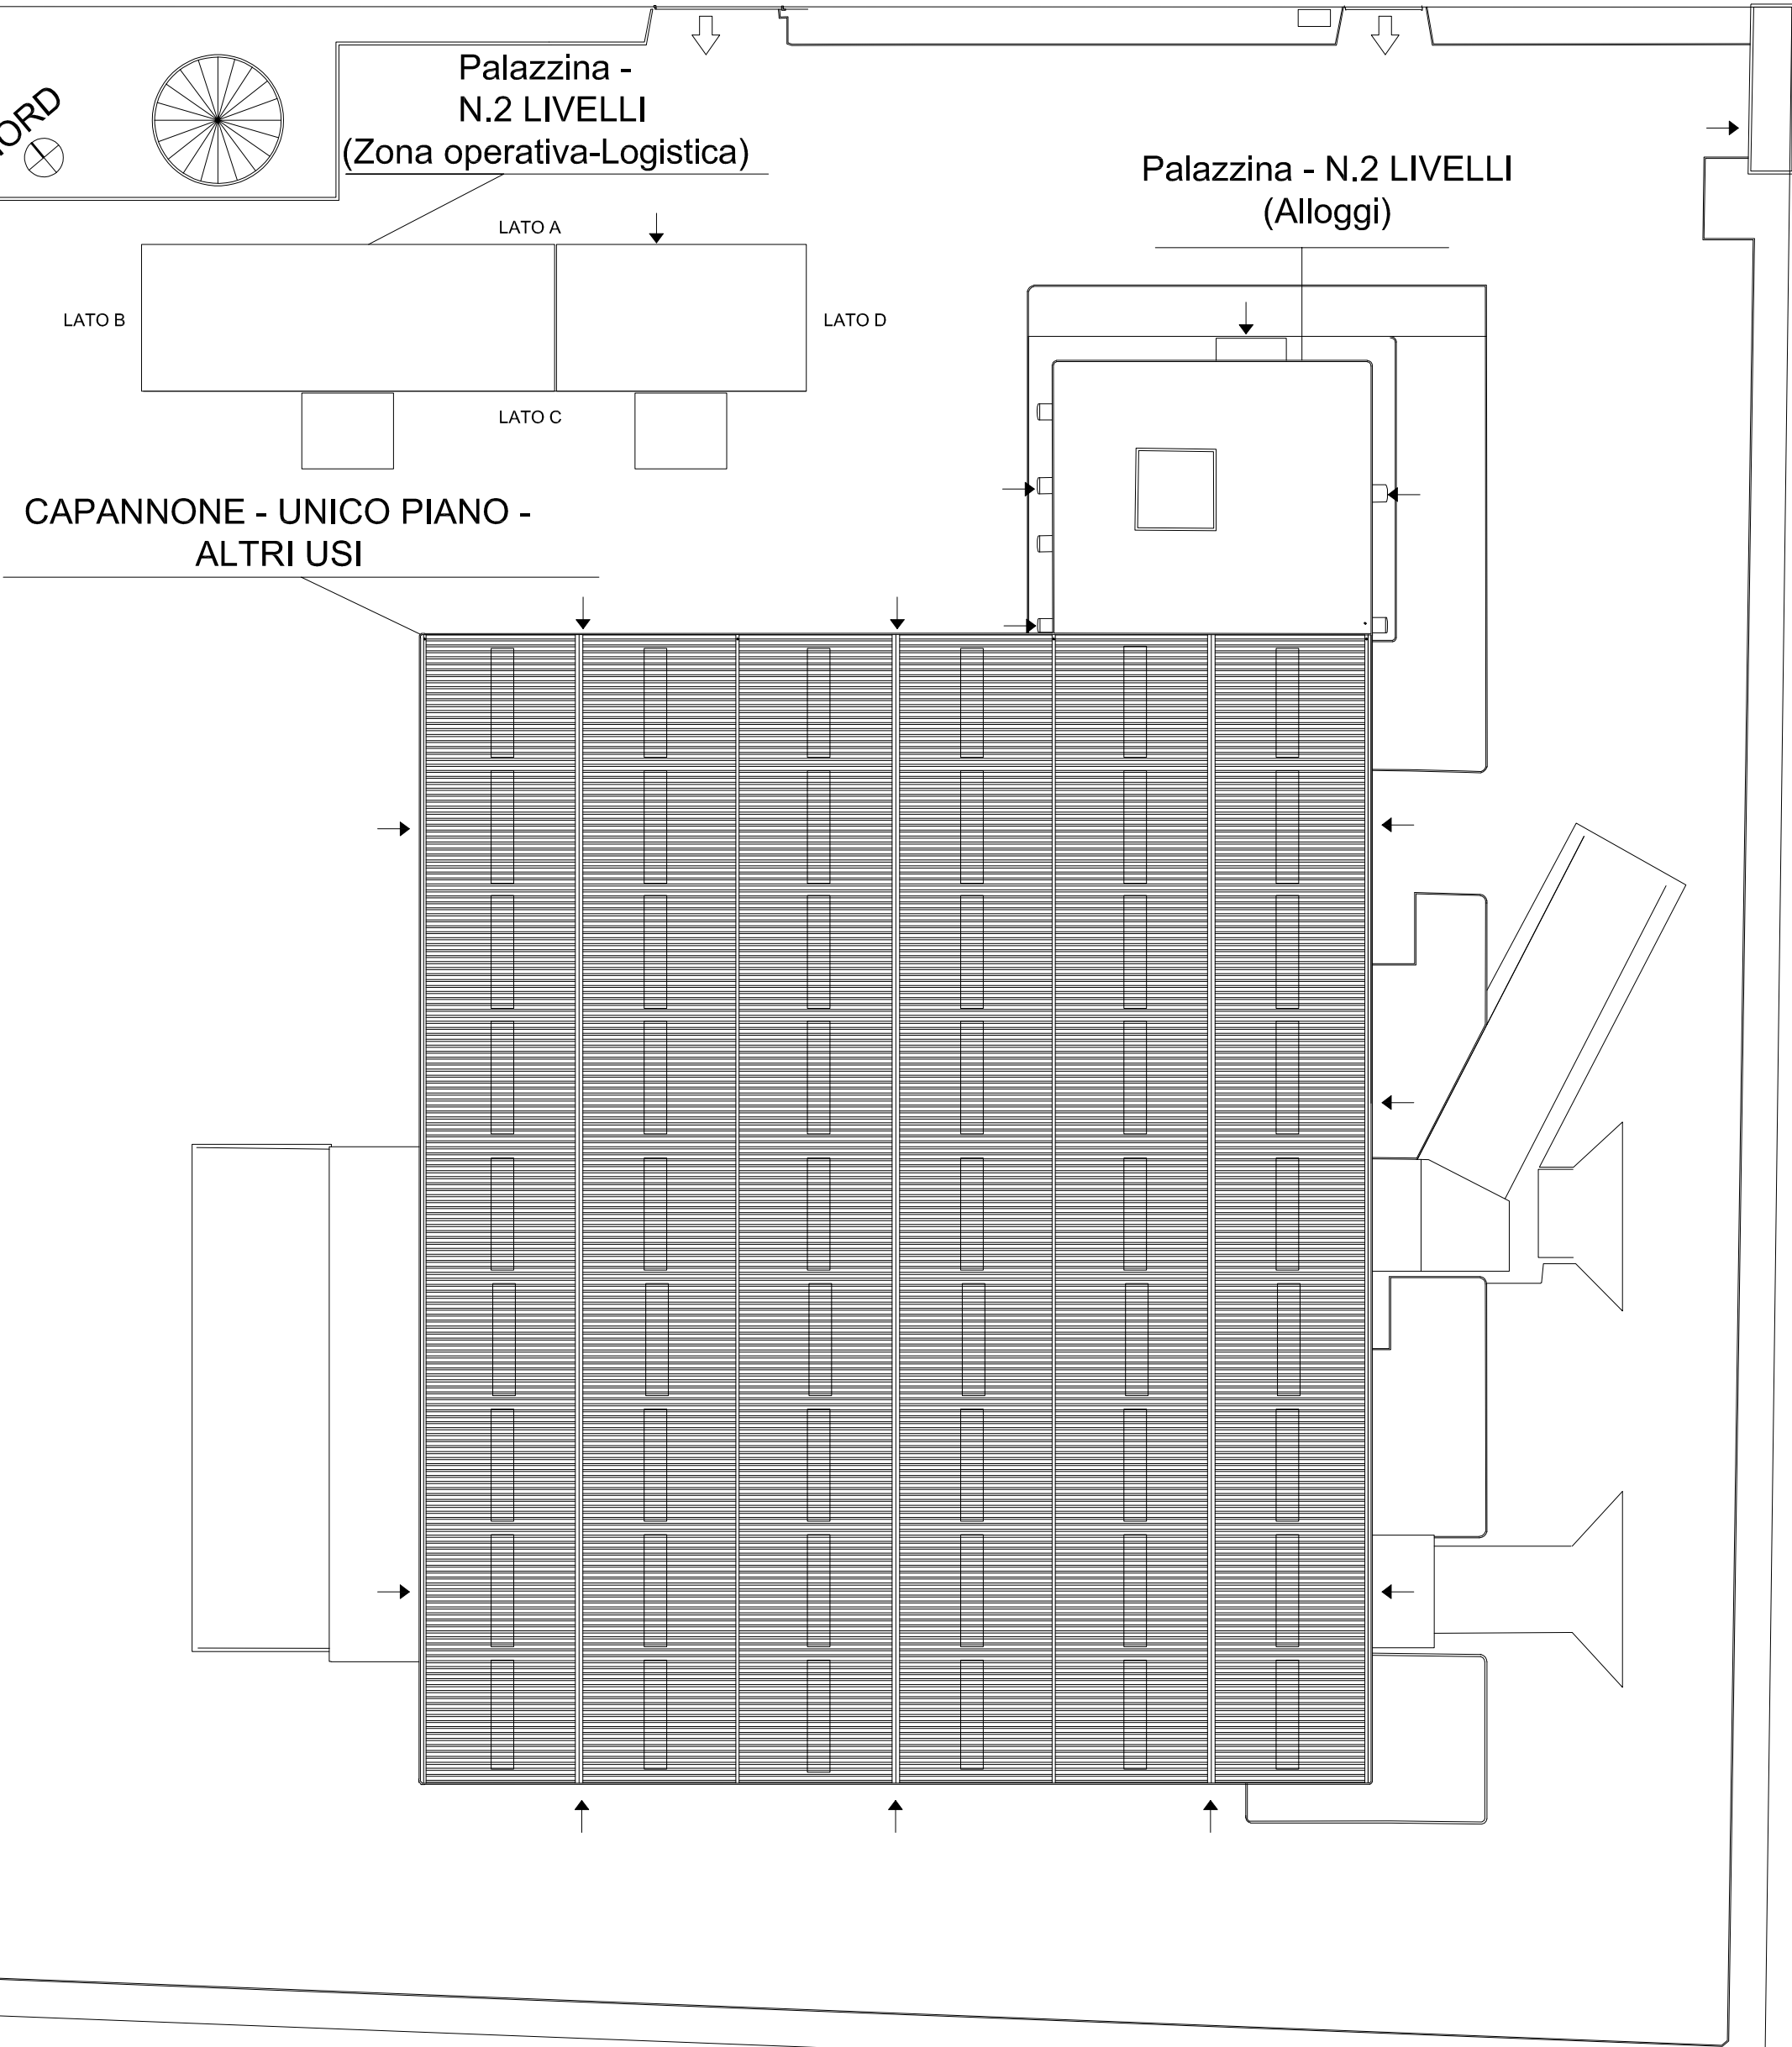 Palazzina -
N.2 LIVELLI
(Zona operativa-Logistica)
Palazzina - N.2 LIVELLI
(Alloggi)
LATO A
LATO B
LATO D
LATO C
CAPANNONE - UNICO PIANO -
ALTRI USI